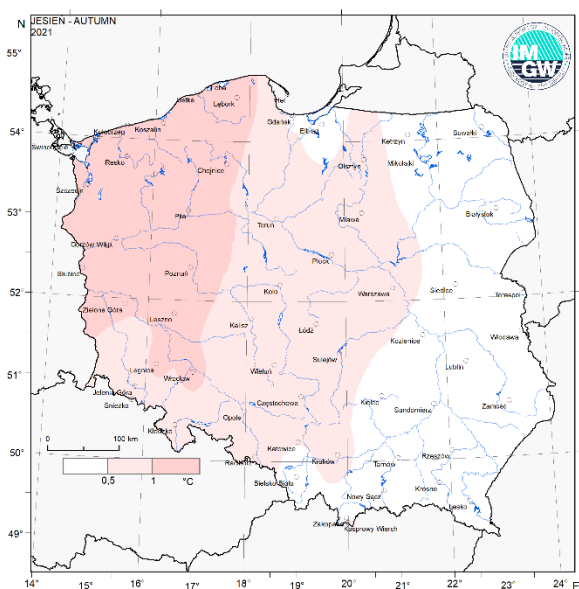 N
JESIEŃ - AUTUMN
2021
55°
IM
GW
Łeba
Ustka
Lębork
Hel
Kołobrzeg
Koszalin
Gdańsk
Elbląg
54°
Świnoujście
Suwałki
Kętrzyn
Resko
Chojnice
Olsztyn
Mikołajki
Szczecin
53°
Piła
Mława
Białystok
Toruń
Gorzów Wlkp.
Płock
Słubice
Poznań
Koło
Siedlce
52°
Warszawa
Terespol
Zielona Góra
Leszno
Kalisz
Łódź
Kozienice
Włodawa
Sulejów
Legnica
Wieluń
Lublin
51°
Wrocław
Jelenia Góra
Śnieżka
Częstochowa
Kielce
Sandomierz
Zamość
Opole
Kłodzko
0
100 km
50°
Katowice
Racibórz
Kraków
Tarnów
Rzeszów
0,5
1
°C
Bielsko-Biała
Nowy Sącz
Krosno
Lesko
Zakopane
Kasprowy Wierch
49°
14°
15°
16°
17°
18°
19°
20°
21°
22°
23°
24°
E